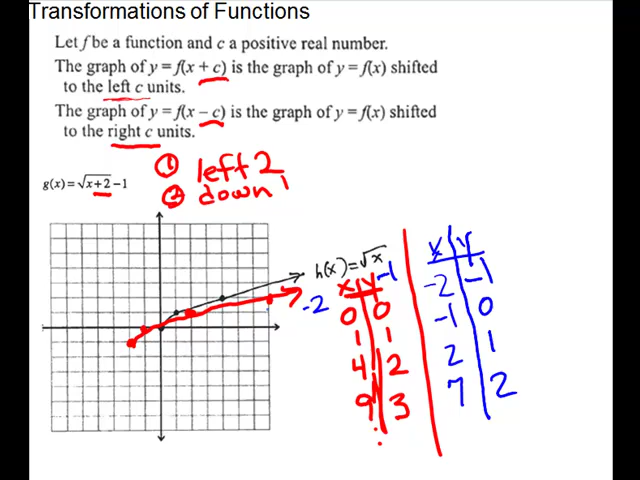 Transformations of Functions
Let f be a function and c a positive real number.
The graph of y = f(x + c) is the graph of y = f(x) shifted
to the left c units.
The graph of y = f(x − c) is the graph of y = f(x) shifted
to the right c units.
① left 2
g(x) = √x+2 − 1
② down 1
h(x) = √x
-2 -1
x y
0 0
1 1
4 2
9 3
x y
-2 -1
-1 0
2 1
7 2